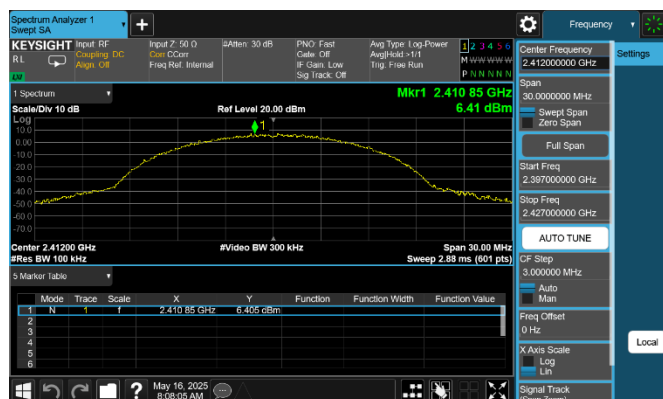 Spectrum Analyzer 1
Swept SA
Frequency
KEYSIGHT Input: RF
R L
Coupling: DC
Align: Off
Input Z: 50 Ω
Corr CCorr
Freq Ref: Internal
#Atten: 30 dB
PNO: Fast
Gate: Off
IF Gain: Low
Sig Track: Off
Avg Type: Log-Power
Avg|Hold:>1/1
Trig: Free Run
1 2 3 4 5 6
M W W W W W
P N N N N N
LXI
Center Frequency
2.412000000 GHz
Settings
1 Spectrum
Scale/Div 10 dB
Ref Level 20.00 dBm
Mkr1 2.410 85 GHz
6.41 dBm
Log
10.0
0.00
-10.0
-20.0
-30.0
-40.0
-50.0
-60.0
-70.0
1
Center 2.41200 GHz
#Res BW 100 kHz
#Video BW 300 kHz
Span 30.00 MHz
Sweep 2.88 ms (601 pts)
Span
30.0000000 MHz
Swept Span
Zero Span
Full Span
Start Freq
2.397000000 GHz
Stop Freq
2.427000000 GHz
AUTO TUNE
CF Step
3.000000 MHz
Auto
Man
Freq Offset
0 Hz
X Axis Scale
Log
Lin
Signal Track
(Span Zoom)
Local
5 Marker Table
Mode Trace Scale X Y Function Function Width Function Value
1 N 1 f 2.410 85 GHz 6.405 dBm
2
3
4
5
6
? May 16, 2025
8:08:05 AM